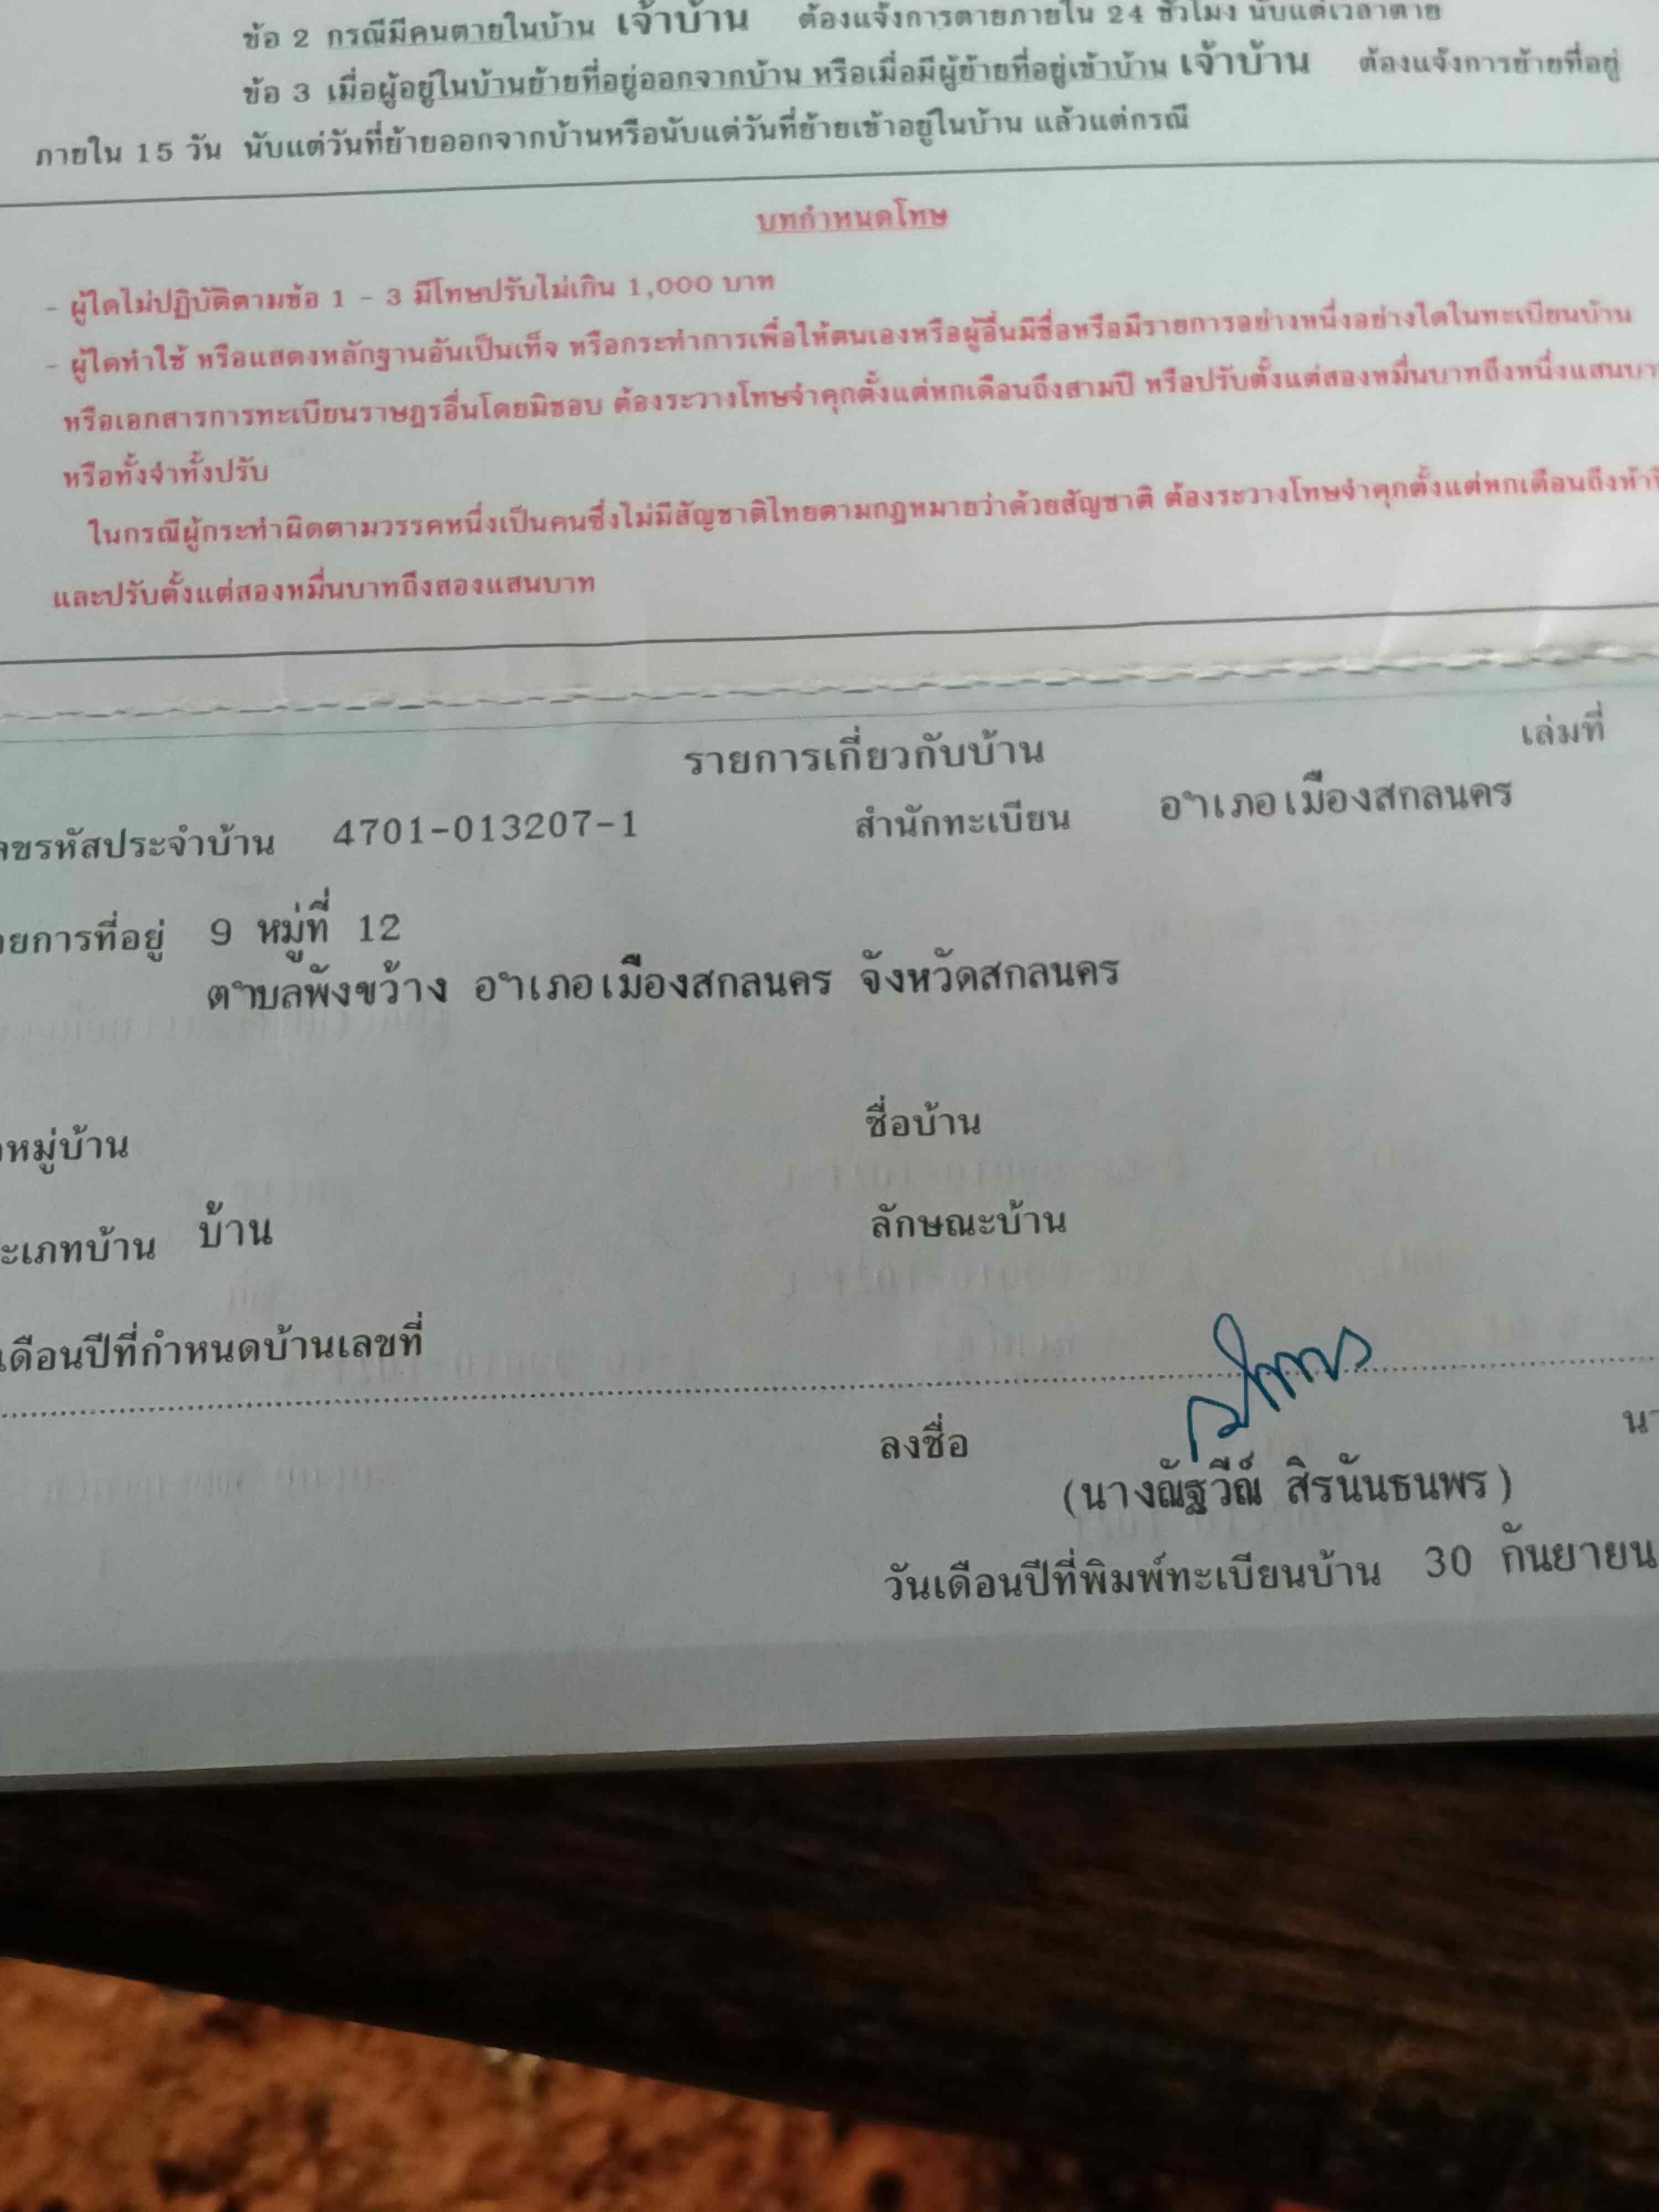 ข้อ 2 กรณีมีคนตายในบ้าน เจ้าบ้าน ต้องแจ้งการตายภายใน 24 ชั่วโมง นับแต่เวลาตาย
ข้อ 3 เมื่อผู้อยู่ในบ้านย้ายที่อยู่ออกจากบ้าน หรือเมื่อมีผู้ย้ายที่อยู่เข้าบ้าน เจ้าบ้าน ต้องแจ้งการย้ายที่อยู่
ภายใน 15 วัน นับแต่วันที่ย้ายออกจากบ้านหรือนับแต่วันที่ย้ายเข้าอยู่ในบ้าน แล้วแต่กรณี
บทกำหนดโทษ
- ผู้ใดไม่ปฏิบัติตามข้อ 1 - 3 มีโทษปรับไม่เกิน 1,000 บาท
- ผู้ใดทำใช้ หรือแสดงหลักฐานอันเป็นเท็จ หรือกระทำการเพื่อให้ตนเองหรือผู้อื่นมีชื่อหรือมีรายการอย่างหนึ่งอย่างใดในทะเบียนบ้าน
หรือเอกสารการทะเบียนราษฎรอื่นโดยมิชอบ ต้องระวางโทษจำคุกตั้งแต่หกเดือนถึงสามปี หรือปรับตั้งแต่สองหมื่นบาทถึงหนึ่งแสนบา
หรือทั้งจำทั้งปรับ
ในกรณีผู้กระทำผิดตามวรรคหนึ่งเป็นคนซึ่งไม่มีสัญชาติไทยตามกฎหมายว่าด้วยสัญชาติ ต้องระวางโทษจำคุกตั้งแต่หกเดือนถึงห้า
และปรับตั้งแต่สองหมื่นบาทถึงสองแสนบาท
รายการเกี่ยวกับบ้าน เล่มที่
ลขรหัสประจำบ้าน 4701-013207-1 สำนักทะเบียน อำเภอเมืองสกลนคร
ายการที่อยู่ 9 หมู่ที่ 12
ตำบลพังขว้าง อำเภอเมืองสกลนคร จังหวัดสกลนคร
หมู่บ้าน ชื่อบ้าน
ะเภทบ้าน บ้าน ลักษณะบ้าน
เดือนปีที่กำหนดบ้านเลขที่
ลงชื่อ นา
(นางณัฐวีณ์ สิรนันธนพร)
วันเดือนปีที่พิมพ์ทะเบียนบ้าน 30 กันยายน